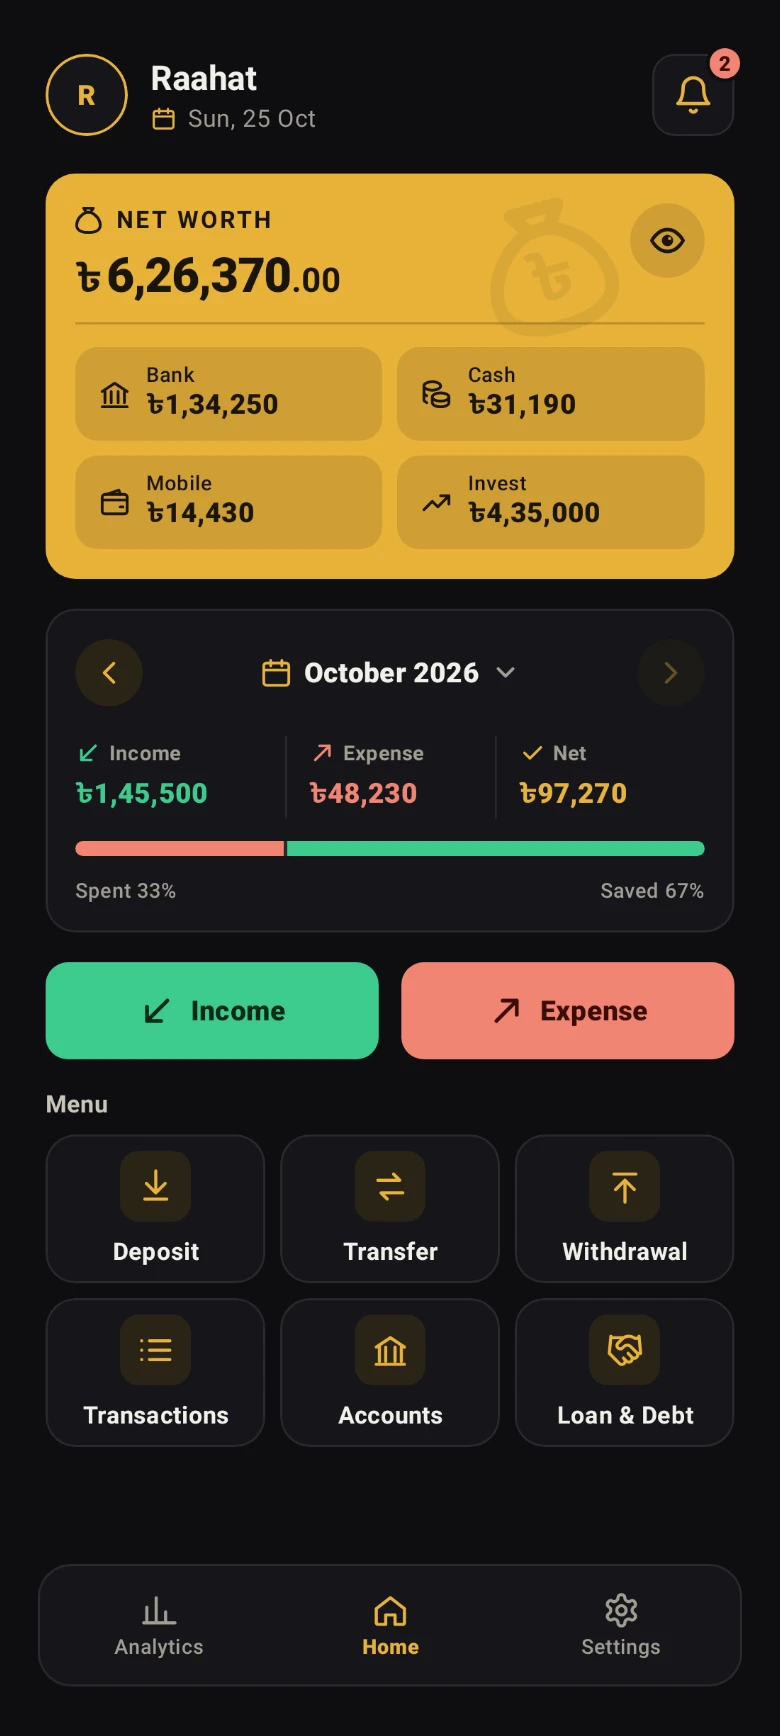 R
Raahat
2
Sun, 25 Oct
NET WORTH
৳6,26,370.00
৳
Bank
৳1,34,250
Cash
৳31,190
Mobile
৳14,430
Invest
৳4,35,000
October 2026
Income
৳1,45,500
Expense
৳48,230
Net
৳97,270
Spent 33%
Saved 67%
Income
Expense
Menu
Deposit
Transfer
Withdrawal
Transactions
Accounts
Loan & Debt
Analytics
Home
Settings